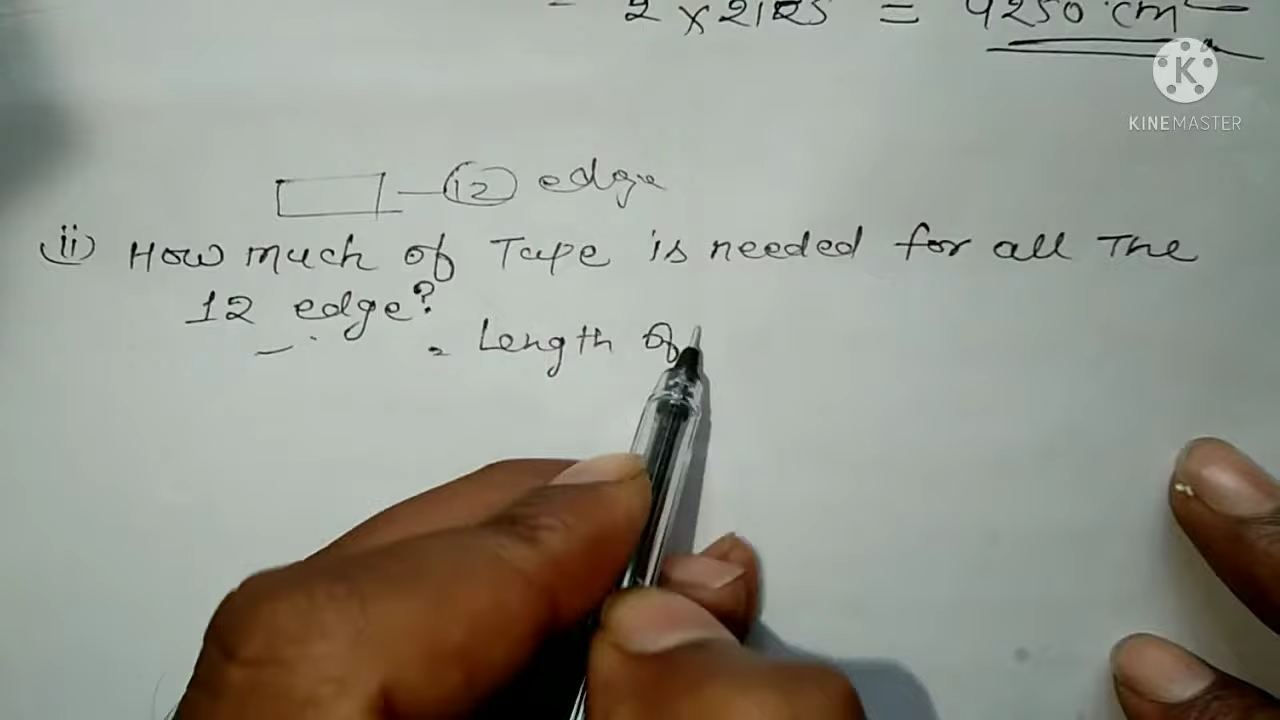 2 x 2125 = 4250 cm
K
KINEMASTER
12 edge
(ii) How much of Tape is needed for all The
12 edge?
= Length of